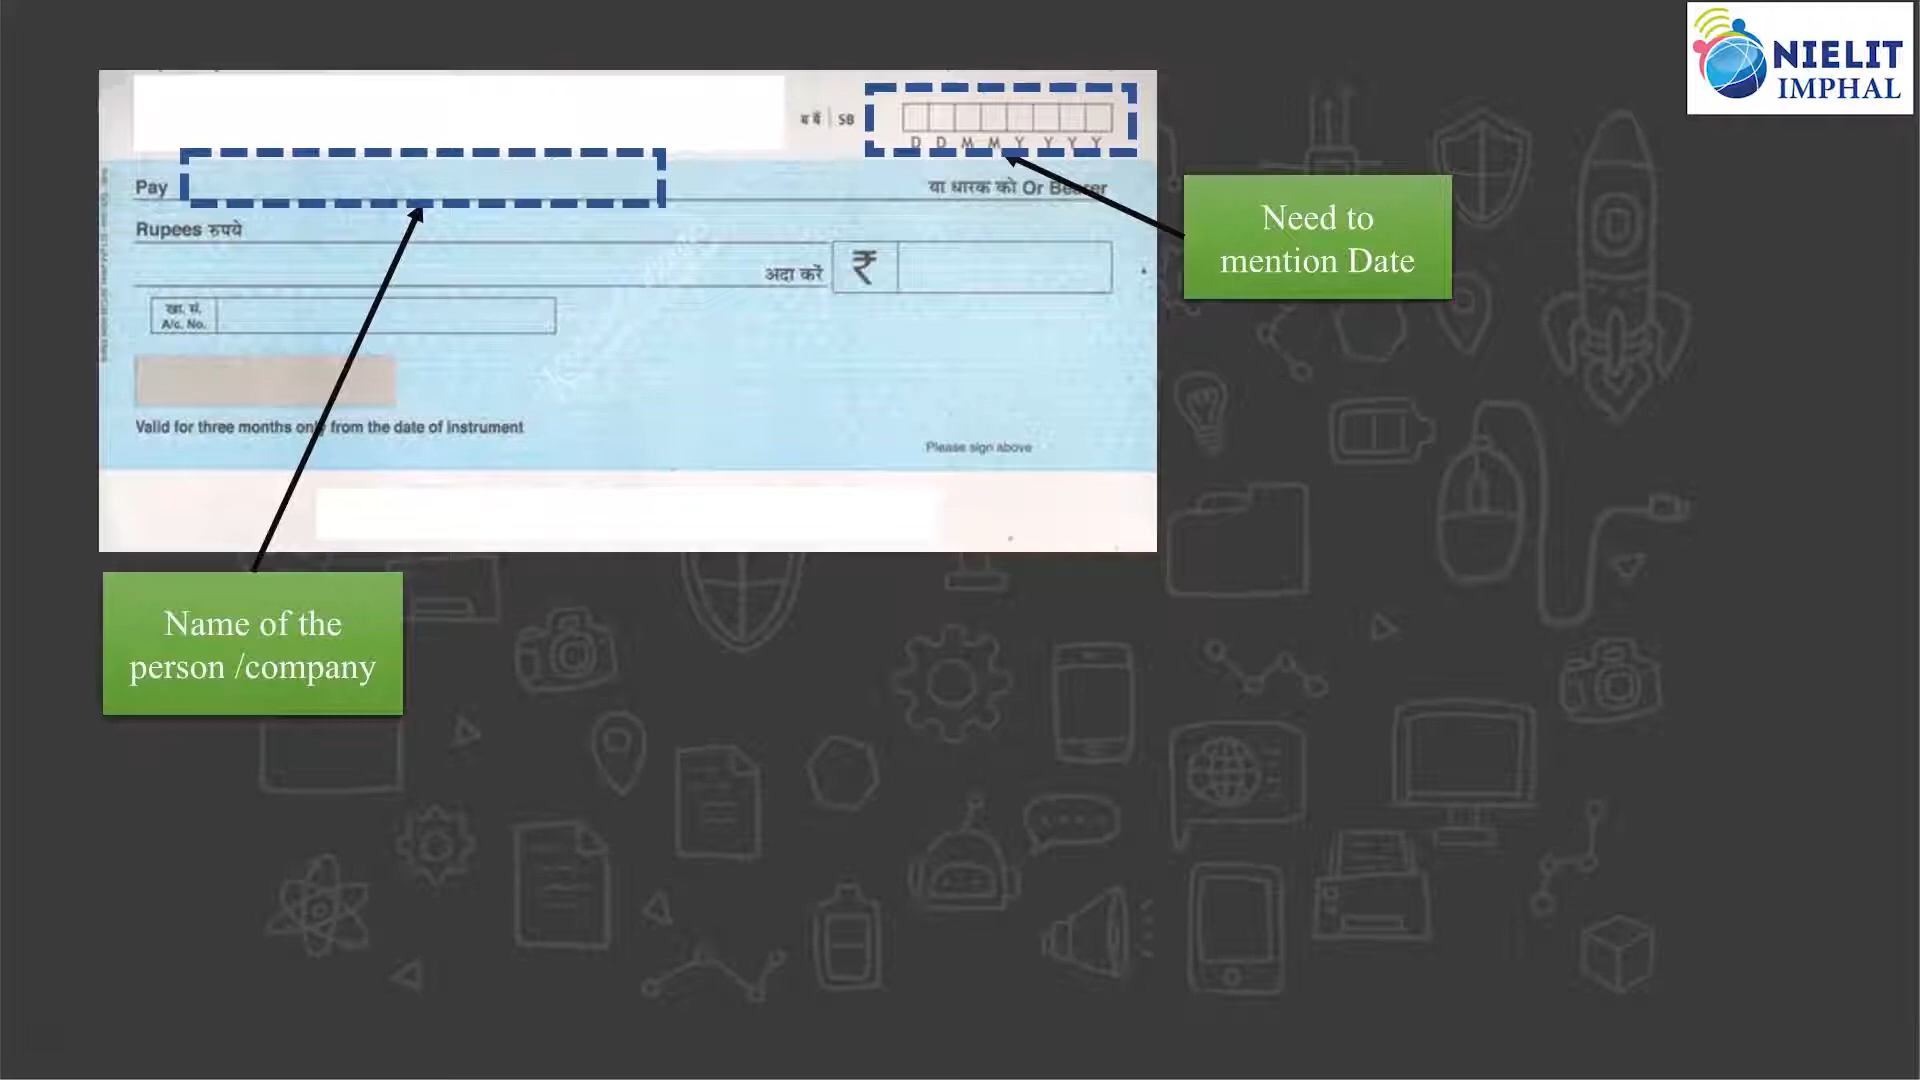 NIELIT
IMPHAL
ब बैं | SB
D D M M Y Y Y Y
Pay
या धारक को Or Bearer
Rupees रुपये
अदा करें ₹
खा. सं.
A/c. No.
Valid for three months only from the date of instrument
Please sign above
Need to
mention Date
Name of the
person /company